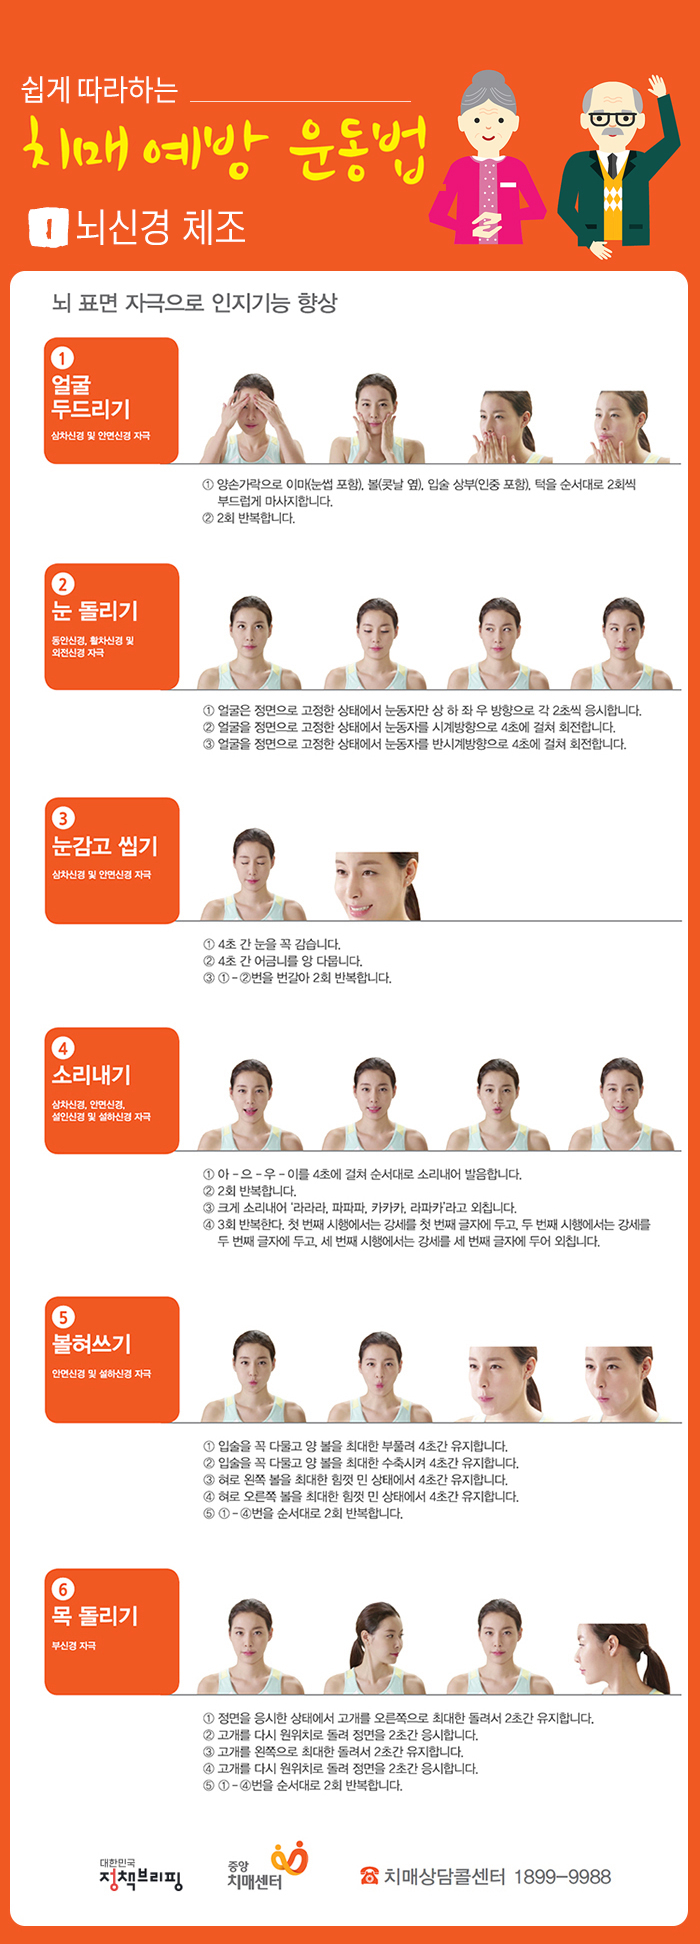 쉽게 따라하는
치매 예방 운동법
1 뇌신경 체조
뇌 표면 자극으로 인지기능 향상
1
얼굴
두드리기
삼차신경 및 안면신경 자극
① 양손가락으로 이마(눈썹 포함), 볼(콧날 옆), 입술 상부(인중 포함), 턱을 순서대로 2회씩
부드럽게 마사지합니다.
② 2회 반복합니다.
2
눈 돌리기
동안신경, 활차신경 및
외전신경 자극
① 얼굴은 정면으로 고정한 상태에서 눈동자만 상 하 좌 우 방향으로 각 2초씩 응시합니다.
② 얼굴을 정면으로 고정한 상태에서 눈동자를 시계방향으로 4초에 걸쳐 회전합니다.
③ 얼굴을 정면으로 고정한 상태에서 눈동자를 반시계방향으로 4초에 걸쳐 회전합니다.
3
눈감고 씹기
삼차신경 및 안면신경 자극
① 4초 간 눈을 꼭 감습니다.
② 4초 간 어금니를 앙 다뭅니다.
③ ① - ②번을 번갈아 2회 반복합니다.
4
소리내기
삼차신경, 안면신경,
설인신경 및 설하신경 자극
① 아 - 으 - 우 - 이를 4초에 걸쳐 순서대로 소리내어 발음합니다.
② 2회 반복합니다.
③ 크게 소리내어 '라라라, 파파파, 카카카, 라파카'라고 외칩니다.
④ 3회 반복한다. 첫 번째 시행에서는 강세를 첫 번째 글자에 두고, 두 번째 시행에서는 강세를
두 번째 글자에 두고, 세 번째 시행에서는 강세를 세 번째 글자에 두어 외칩니다.
5
볼혀쓰기
안면신경 및 설하신경 자극
① 입술을 꼭 다물고 양 볼을 최대한 부풀려 4초간 유지합니다.
② 입술을 꼭 다물고 양 볼을 최대한 수축시켜 4초간 유지합니다.
③ 혀로 왼쪽 볼을 최대한 힘껏 민 상태에서 4초간 유지합니다.
④ 혀로 오른쪽 볼을 최대한 힘껏 민 상태에서 4초간 유지합니다.
⑤ ① - ④번을 순서대로 2회 반복합니다.
6
목 돌리기
부신경 자극
① 정면을 응시한 상태에서 고개를 오른쪽으로 최대한 돌려서 2초간 유지합니다.
② 고개를 다시 원위치로 돌려 정면을 2초간 응시합니다.
③ 고개를 왼쪽으로 최대한 돌려서 2초간 유지합니다.
④ 고개를 다시 원위치로 돌려 정면을 2초간 응시합니다.
⑤ ① - ④번을 순서대로 2회 반복합니다.
대한민국
정책브리핑
중앙
치매센터
치매상담콜센터 1899-9988